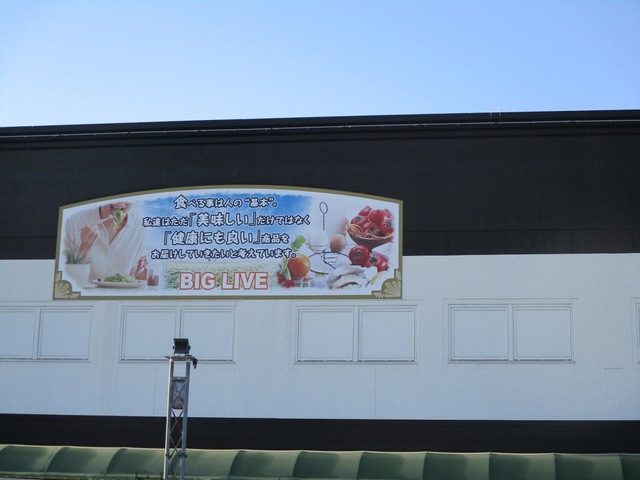 食べる事は人の“基本”。
私達はただ「美味しい」だけではなく
「健康にも良い」商品を
お届けしていきたいと考えています。
BIG LIVE